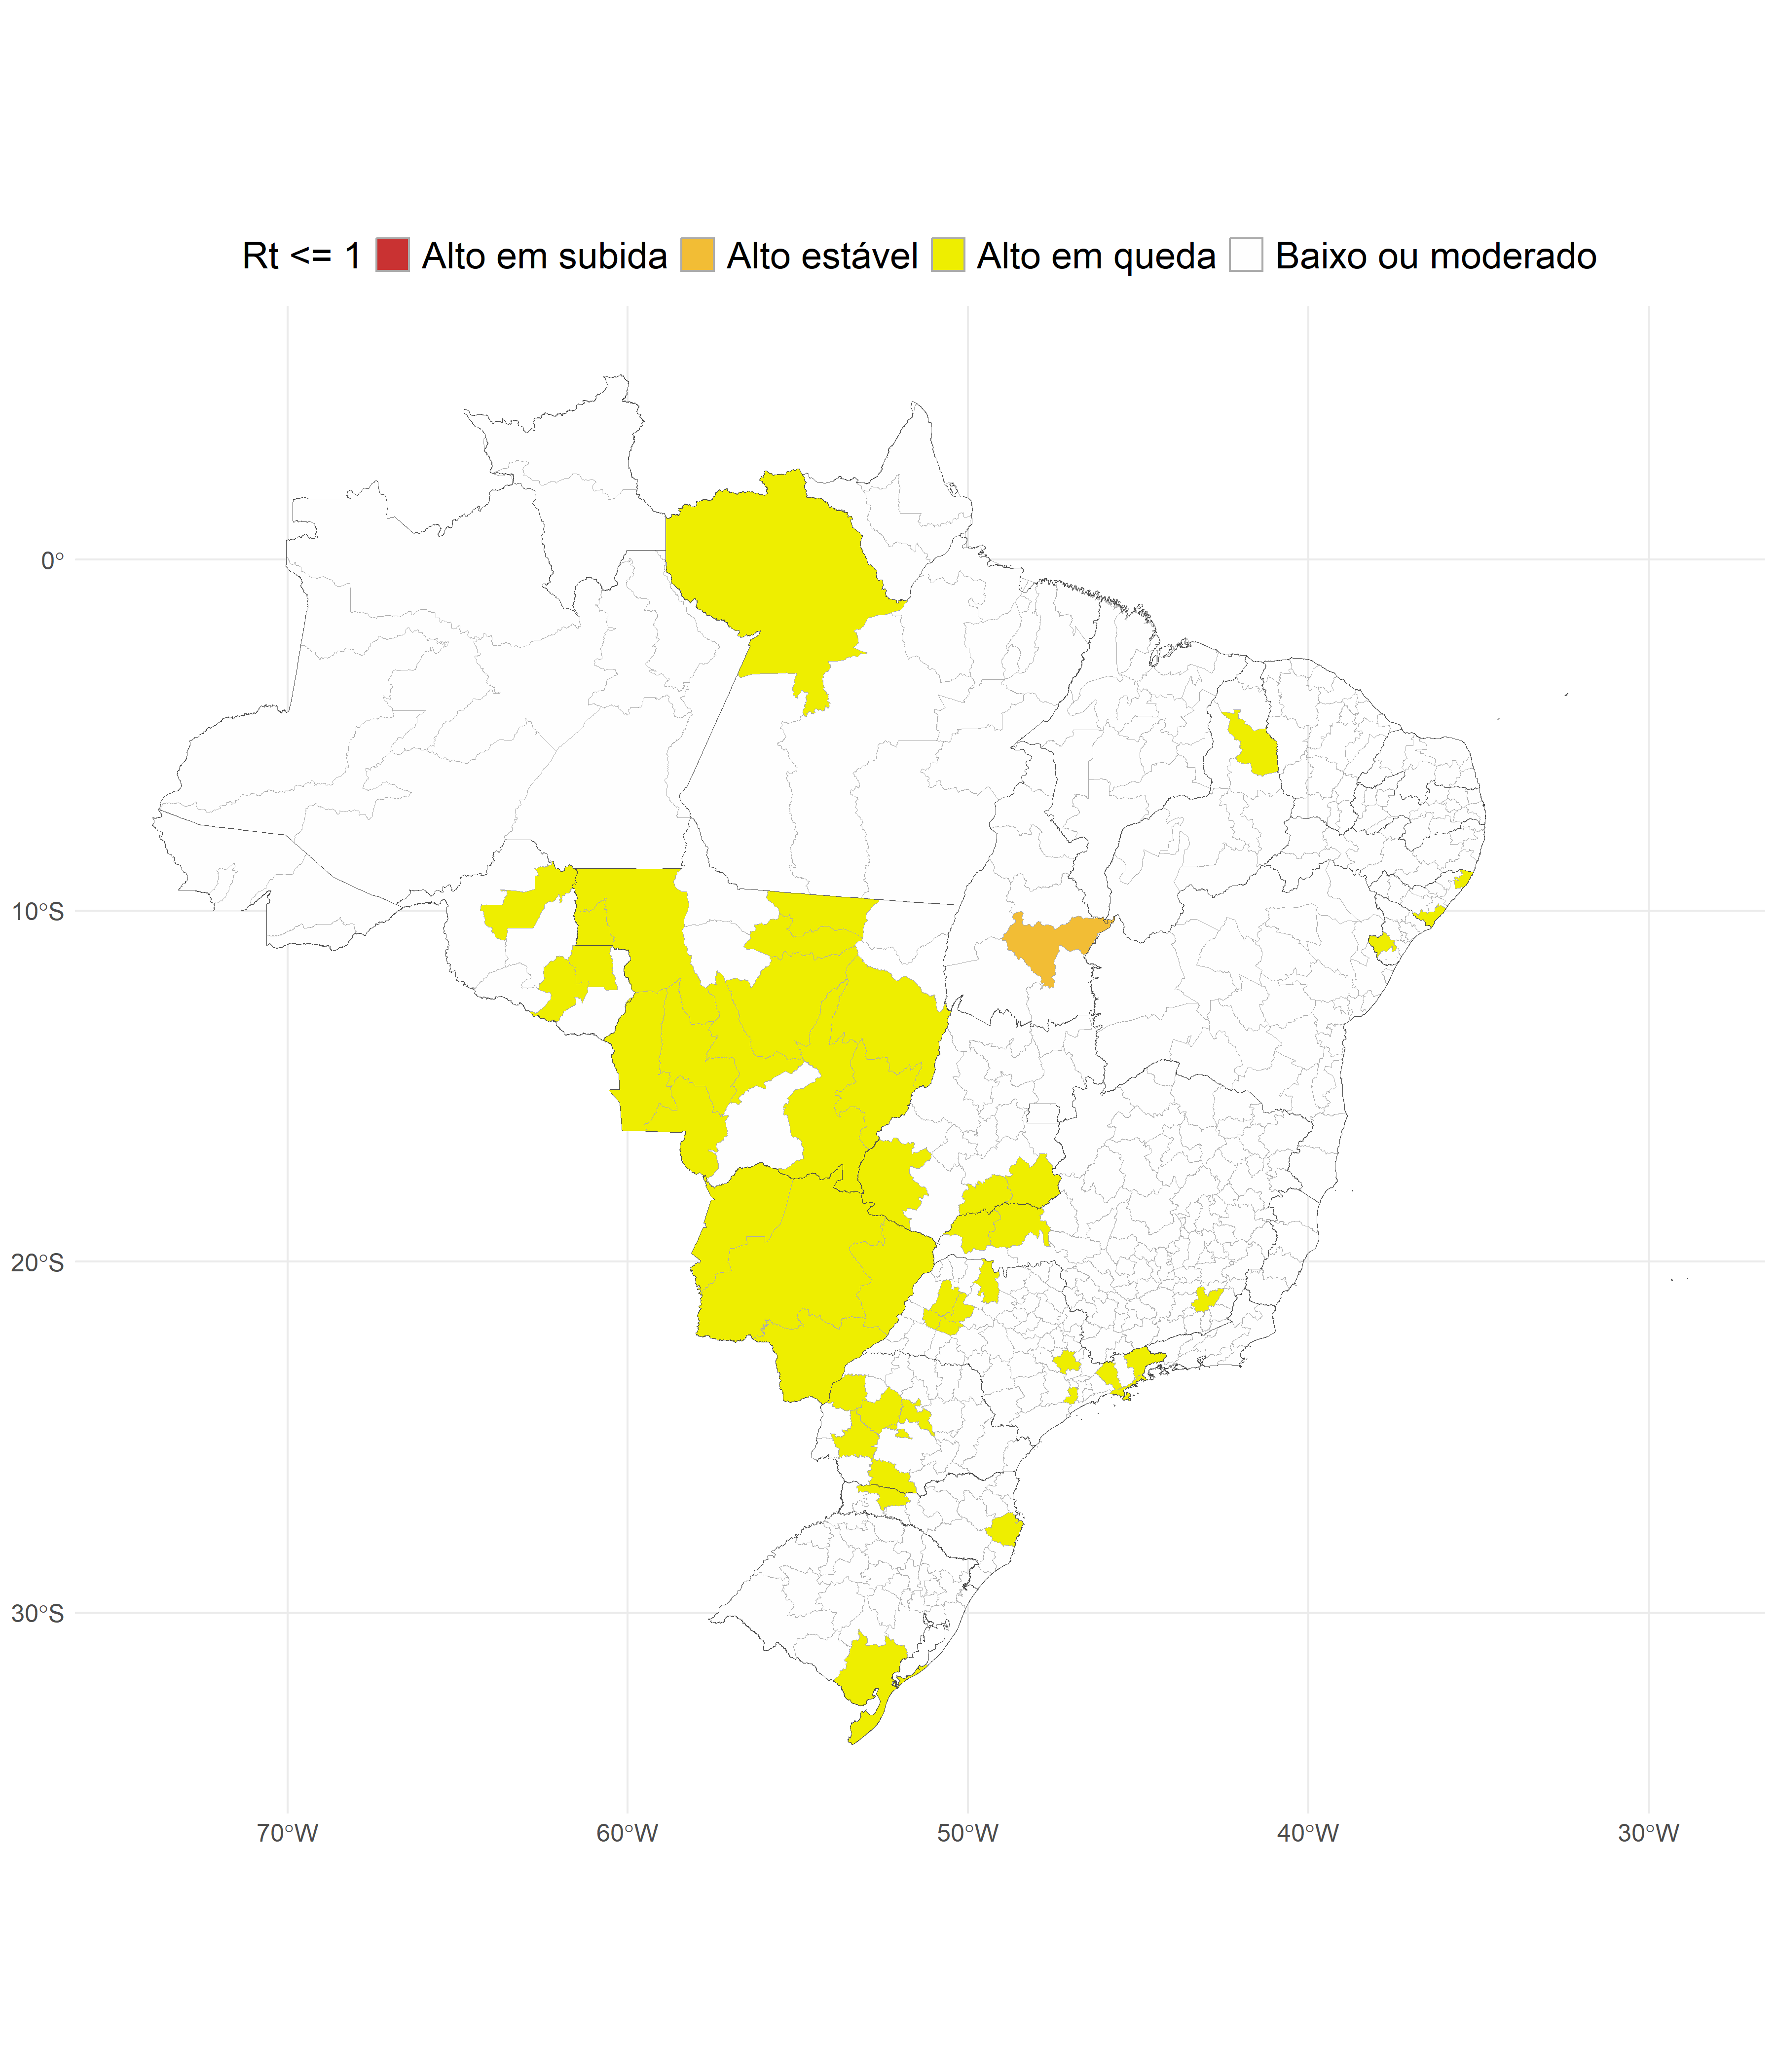 Rt <= 1 Alto em subida Alto estável Alto em queda Baixo ou moderado
0°
10°S
20°S
30°S
70°W 60°W 50°W 40°W 30°W